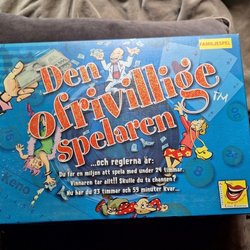 FAMILJESPEL
Den
ofrivillige
spelaren
TM
...och reglerna är:
Du får en miljon att spela med under 24 timmar.
Vinnaren tar allt!! Skulle du ta chansen?
Nu har du 23 timmar och 59 minuter kvar...